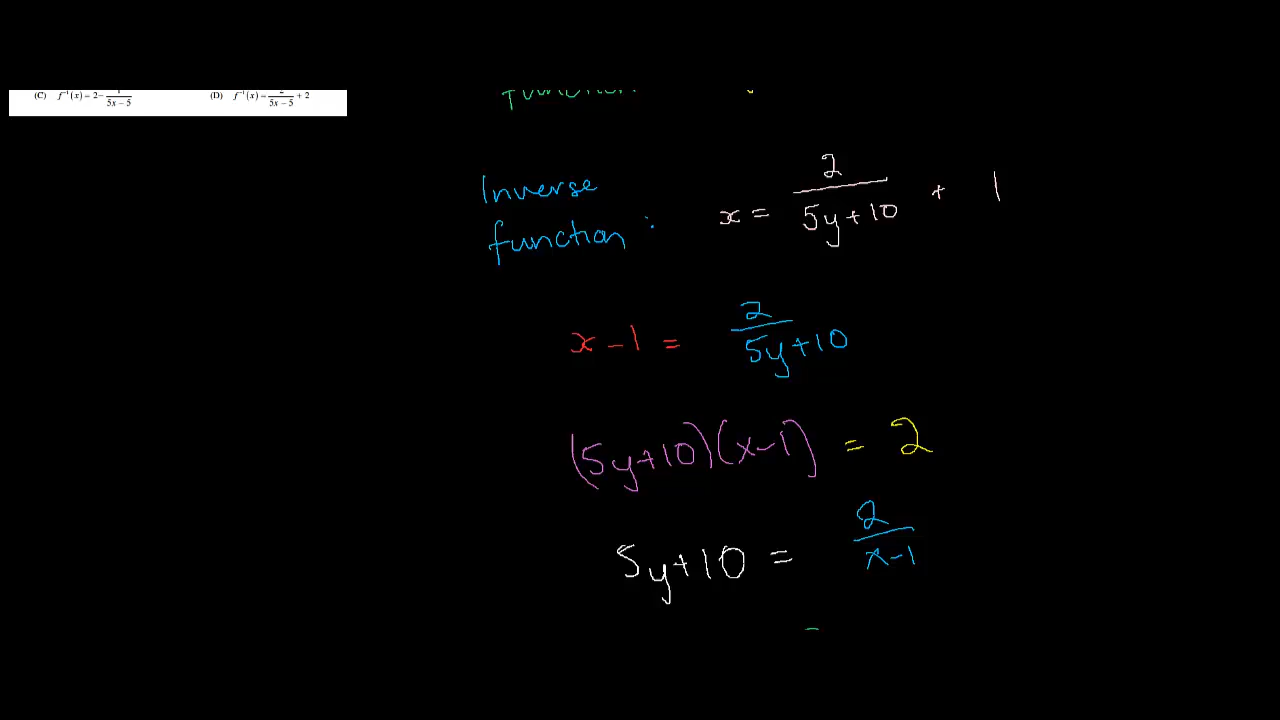 (C) f⁻¹(x) = 2 - /(5x - 5) (D) f⁻¹(x) = 2/(5x - 5) + 2
function
Inverse
function : x = 2/(5y+10) + 1
x - 1 = 2/(5y+10)
(5y+10)(x-1) = 2
5y+10 = 2/(x-1)